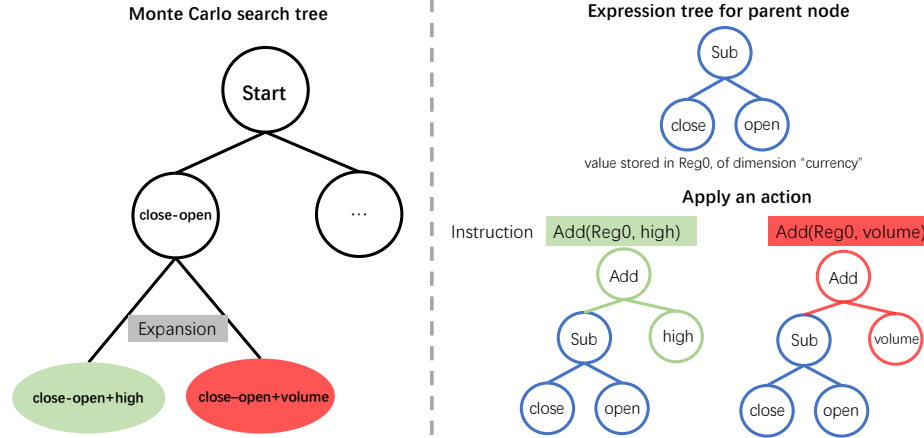 Monte Carlo search tree
Start
close-open
...
Expansion
close-open+high
close–open+volume
Expression tree for parent node
Sub
close
open
value stored in Reg0, of dimension “currency”
Apply an action
Instruction
Add(Reg0, high)
Add(Reg0, volume)
Add
Sub
high
close
open
Add
Sub
volume
close
open